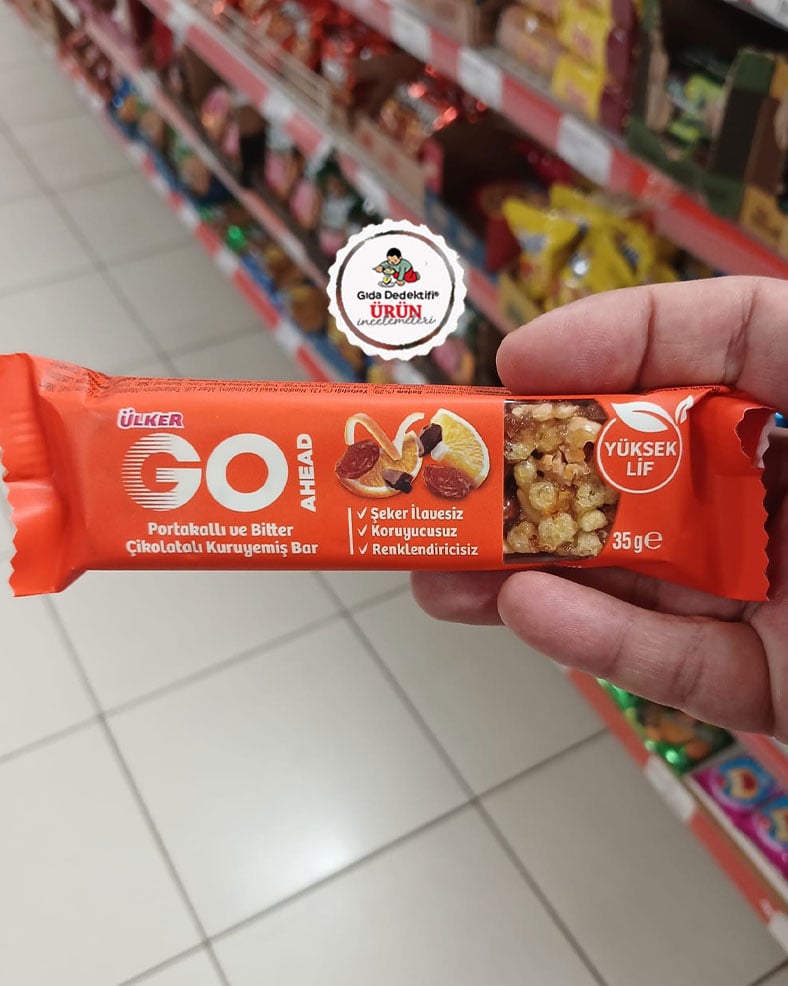 Gıda Dedektifi®
ÜRÜN
incelemeleri
ÜLKER
GO
AHEAD
Portakallı ve Bitter
Çikolatalı Kuruyemiş Bar
✓ Şeker İlavesiz
✓ Koruyucusuz
✓ Renklendiricisiz
YÜKSEK
LİF
35g℮